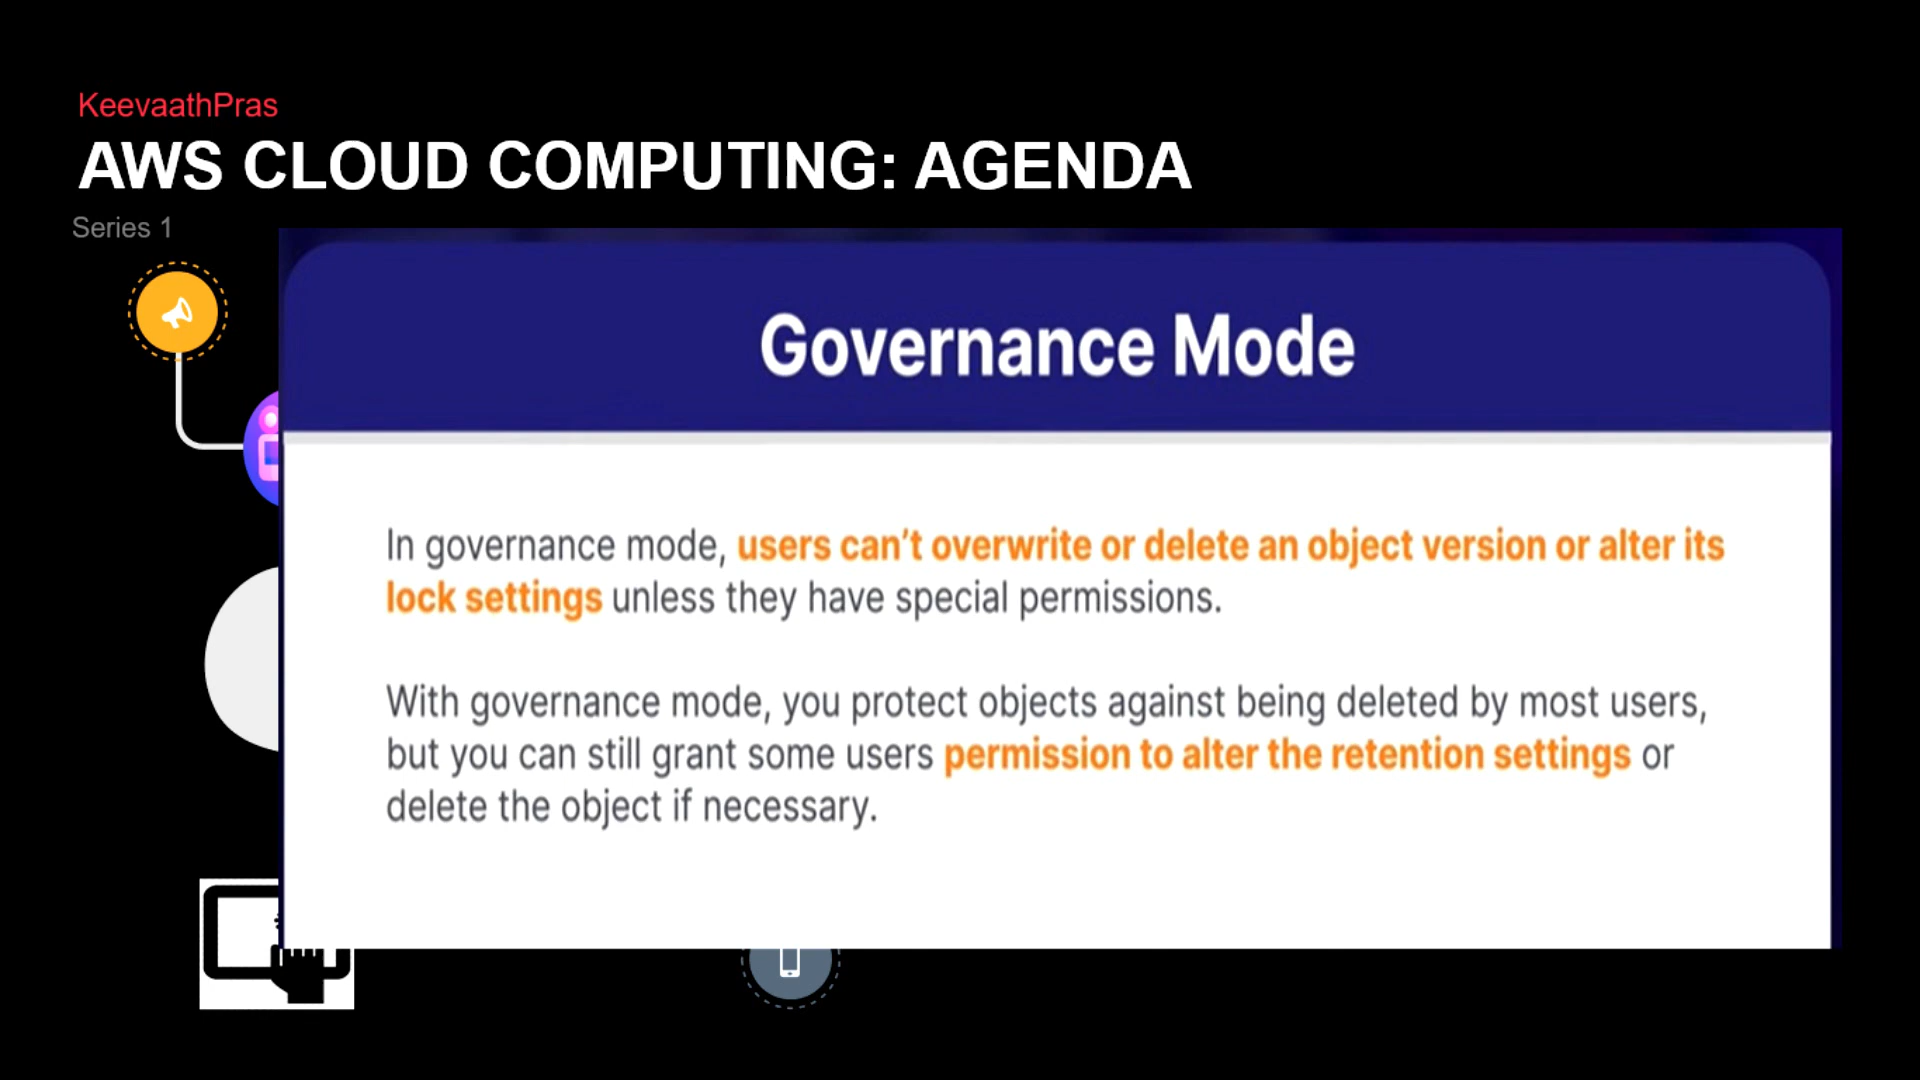 KeevaathPras
AWS CLOUD COMPUTING: AGENDA
Series 1
Governance Mode
In governance mode, users can’t overwrite or delete an object version or alter its
lock settings unless they have special permissions.
With governance mode, you protect objects against being deleted by most users,
but you can still grant some users permission to alter the retention settings or
delete the object if necessary.